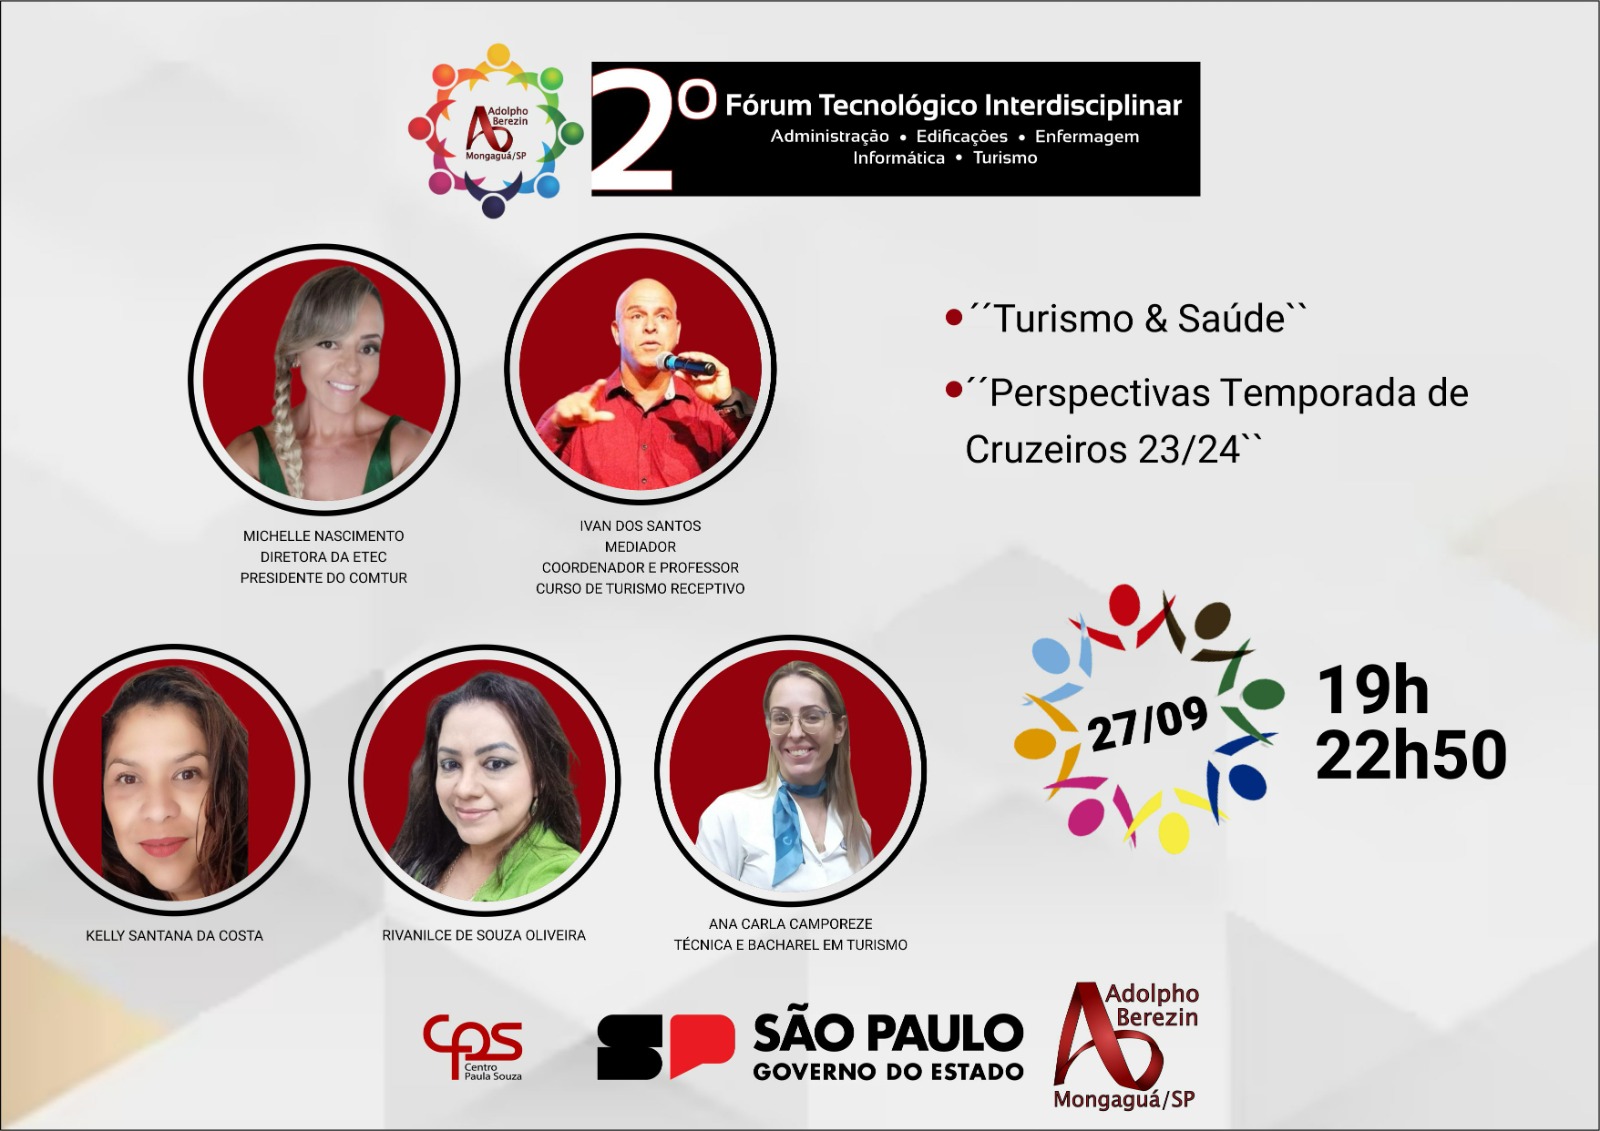 Adolpho
Berezin
Mongaguá/SP
2º Fórum Tecnológico Interdisciplinar
Administração • Edificações • Enfermagem
Informática • Turismo
MICHELLE NASCIMENTO
DIRETORA DA ETEC
PRESIDENTE DO COMTUR
IVAN DOS SANTOS
MEDIADOR
COORDENADOR E PROFESSOR
CURSO DE TURISMO RECEPTIVO
•´´Turismo & Saúde``
•´´Perspectivas Temporada de
Cruzeiros 23/24``
27/09
19h
22h50
KELLY SANTANA DA COSTA
RIVANILCE DE SOUZA OLIVEIRA
ANA CARLA CAMPOREZE
TÉCNICA E BACHAREL EM TURISMO
cps
Centro
Paula Souza
SP
SÃO PAULO
GOVERNO DO ESTADO
Adolpho
Berezin
Mongaguá/SP